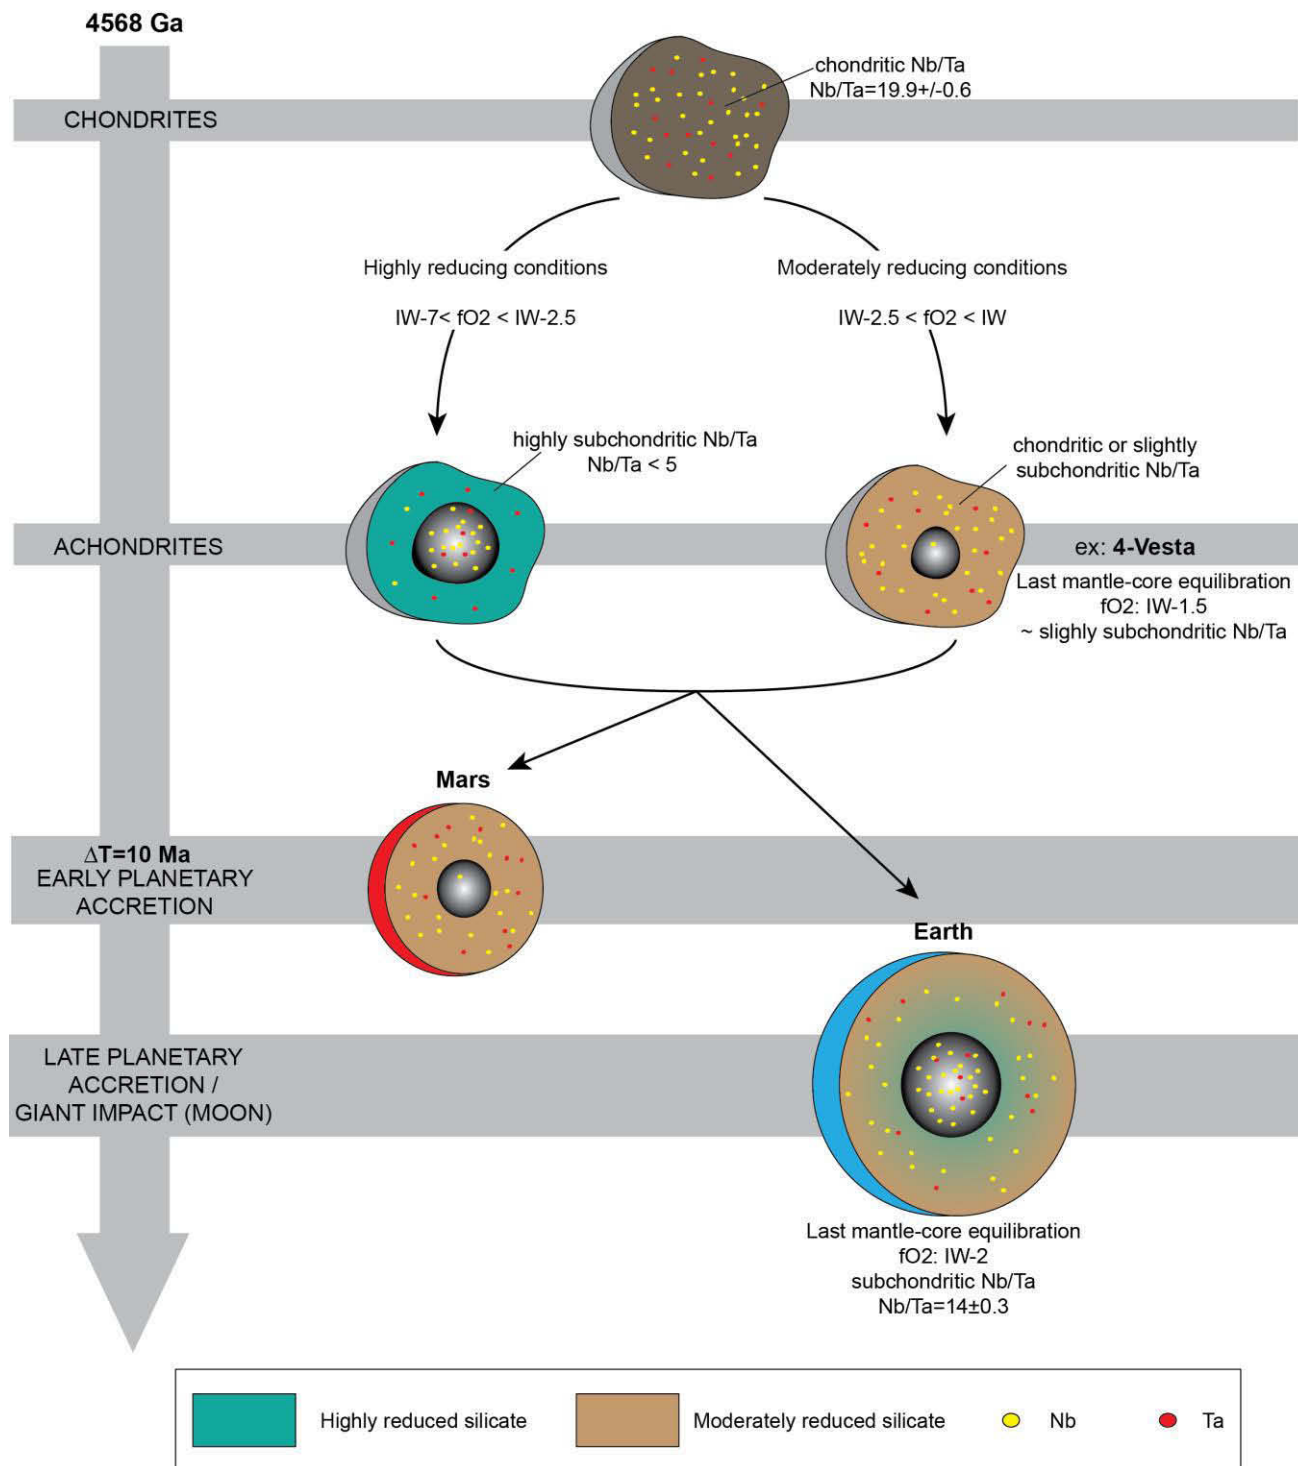 4568 Ga
chondritic Nb/Ta
Nb/Ta=19.9+/-0.6
CHONDRITES
Highly reducing conditions
IW-7< fO2 < IW-2.5
Moderately reducing conditions
IW-2.5 < fO2 < IW
highly subchondritic Nb/Ta
Nb/Ta < 5
chondritic or slightly
subchondritic Nb/Ta
ACHONDRITES
ex: 4-Vesta
Last mantle-core equilibration
fO2: IW-1.5
~ slighly subchondritic Nb/Ta
Mars
ΔT=10 Ma
EARLY PLANETARY
ACCRETION
Earth
LATE PLANETARY
ACCRETION /
GIANT IMPACT (MOON)
Last mantle-core equilibration
fO2: IW-2
subchondritic Nb/Ta
Nb/Ta=14±0.3
Highly reduced silicate
Moderately reduced silicate
Nb
Ta